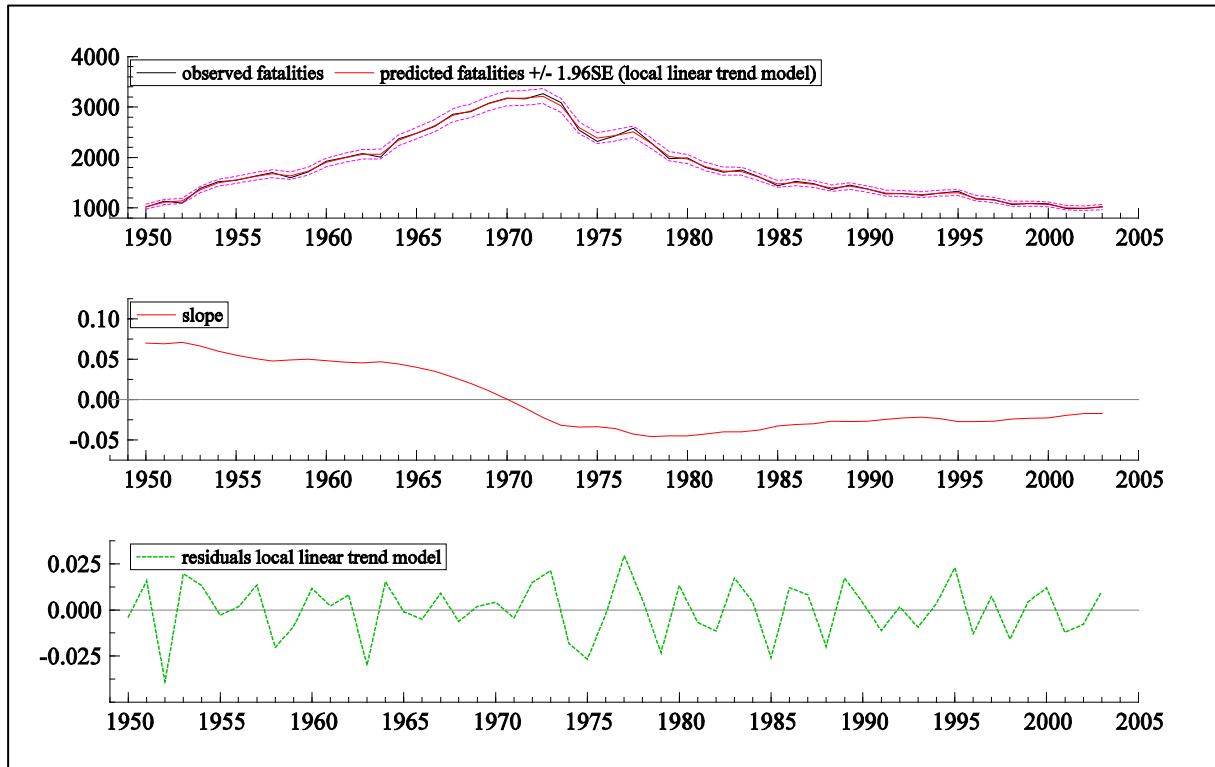 4000
observed fatalities predicted fatalities +/- 1.96SE (local linear trend model)
3000
2000
1000
1950 1955 1960 1965 1970 1975 1980 1985 1990 1995 2000 2005
slope
0.10
0.05
0.00
-0.05
1950 1955 1960 1965 1970 1975 1980 1985 1990 1995 2000 2005
residuals local linear trend model
0.025
0.000
-0.025
1950 1955 1960 1965 1970 1975 1980 1985 1990 1995 2000 2005